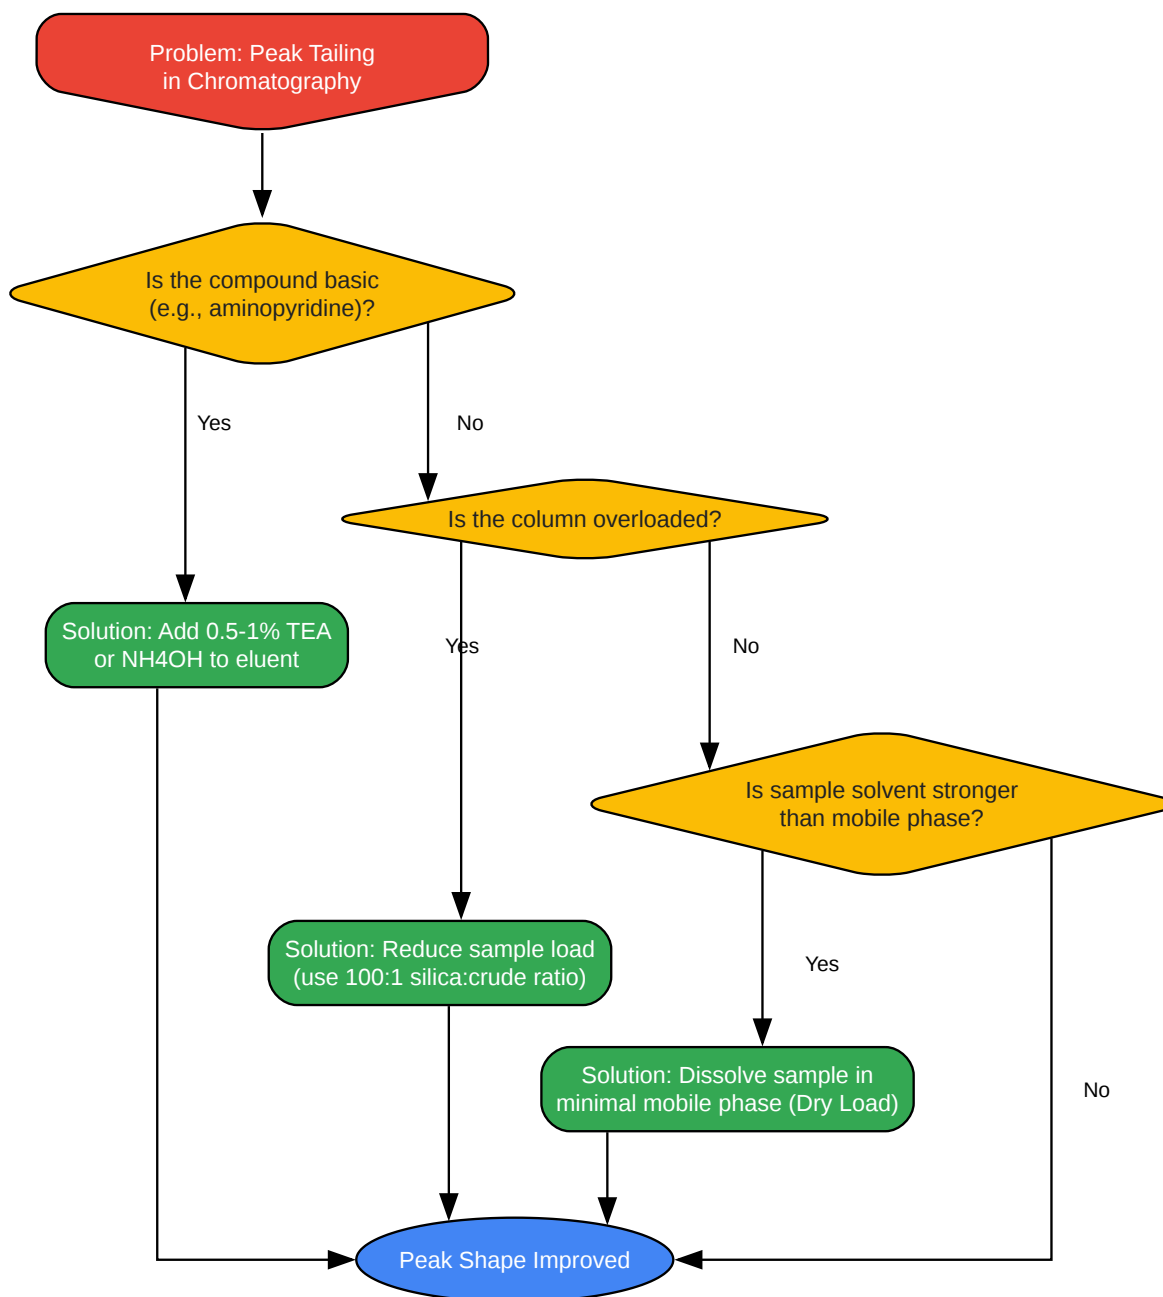 Problem: Peak Tailing
in Chromatography
Is the compound basic
(e.g., aminopyridine)?
Yes
No
Is the column overloaded?
Solution: Add 0.5-1% TEA
or NH4OH to eluent
Yes
No
Is sample solvent stronger
than mobile phase?
Solution: Reduce sample load
(use 100:1 silica:crude ratio)
Yes
Solution: Dissolve sample in
minimal mobile phase (Dry Load)
No
Peak Shape Improved